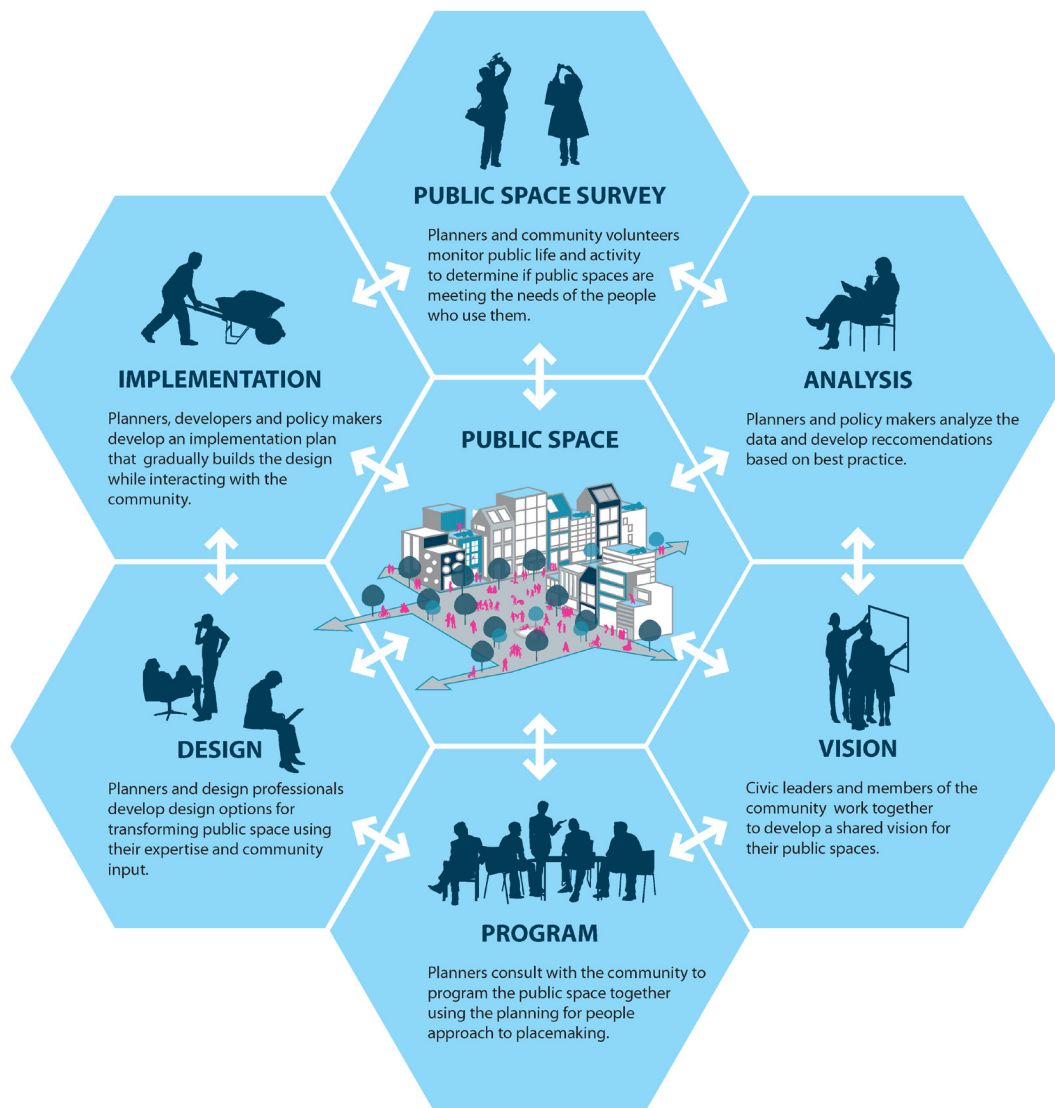 PUBLIC SPACE SURVEY
Planners and community volunteers
monitor public life and activity
to determine if public spaces are
meeting the needs of the people
who use them.
IMPLEMENTATION
Planners, developers and policy makers
develop an implementation plan
that gradually builds the design
while interacting with the
community.
ANALYSIS
Planners and policy makers analyze the
data and develop reccomendations
based on best practice.
PUBLIC SPACE
DESIGN
Planners and design professionals
develop design options for
transforming public space using
their expertise and community
input.
VISION
Civic leaders and members of the
community work together
to develop a shared vision for
their public spaces.
PROGRAM
Planners consult with the community to
program the public space together
using the planning for people
approach to placemaking.